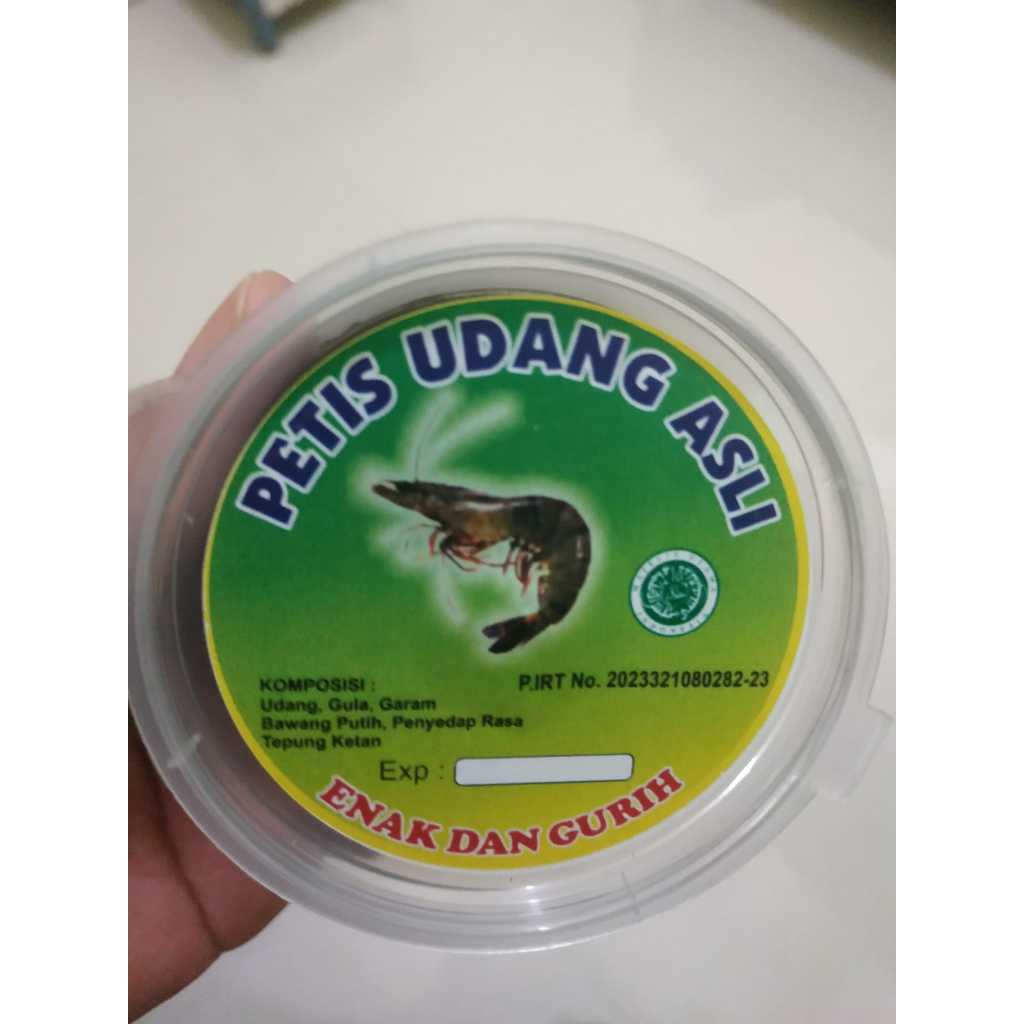 PETIS UDANG ASLI
KOMPOSISI :
Udang, Gula, Garam
Bawang Putih, Penyedap Rasa
Tepung Ketan
P.IRT No. 2023321080282-23
Exp :
ENAK DAN GURIH